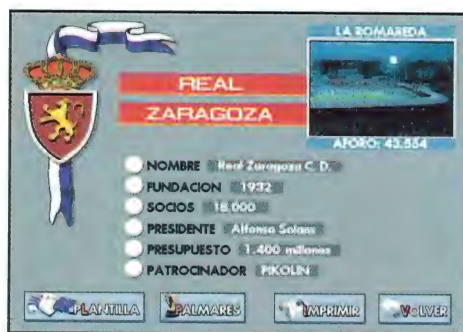 LA ROMAREDA
REAL
ZARAGOZA
AFORO: 43.554
NOMBRE Real Zaragoza C. D.
FUNDACION 1932
SOCIOS 18.000
PRESIDENTE Alfonso Solans
PRESUPUESTO 1.400 millones
PATROCINADOR PIKOLIN
PLANTILLA
PALMARES
IMPRIMIR
VOLVER